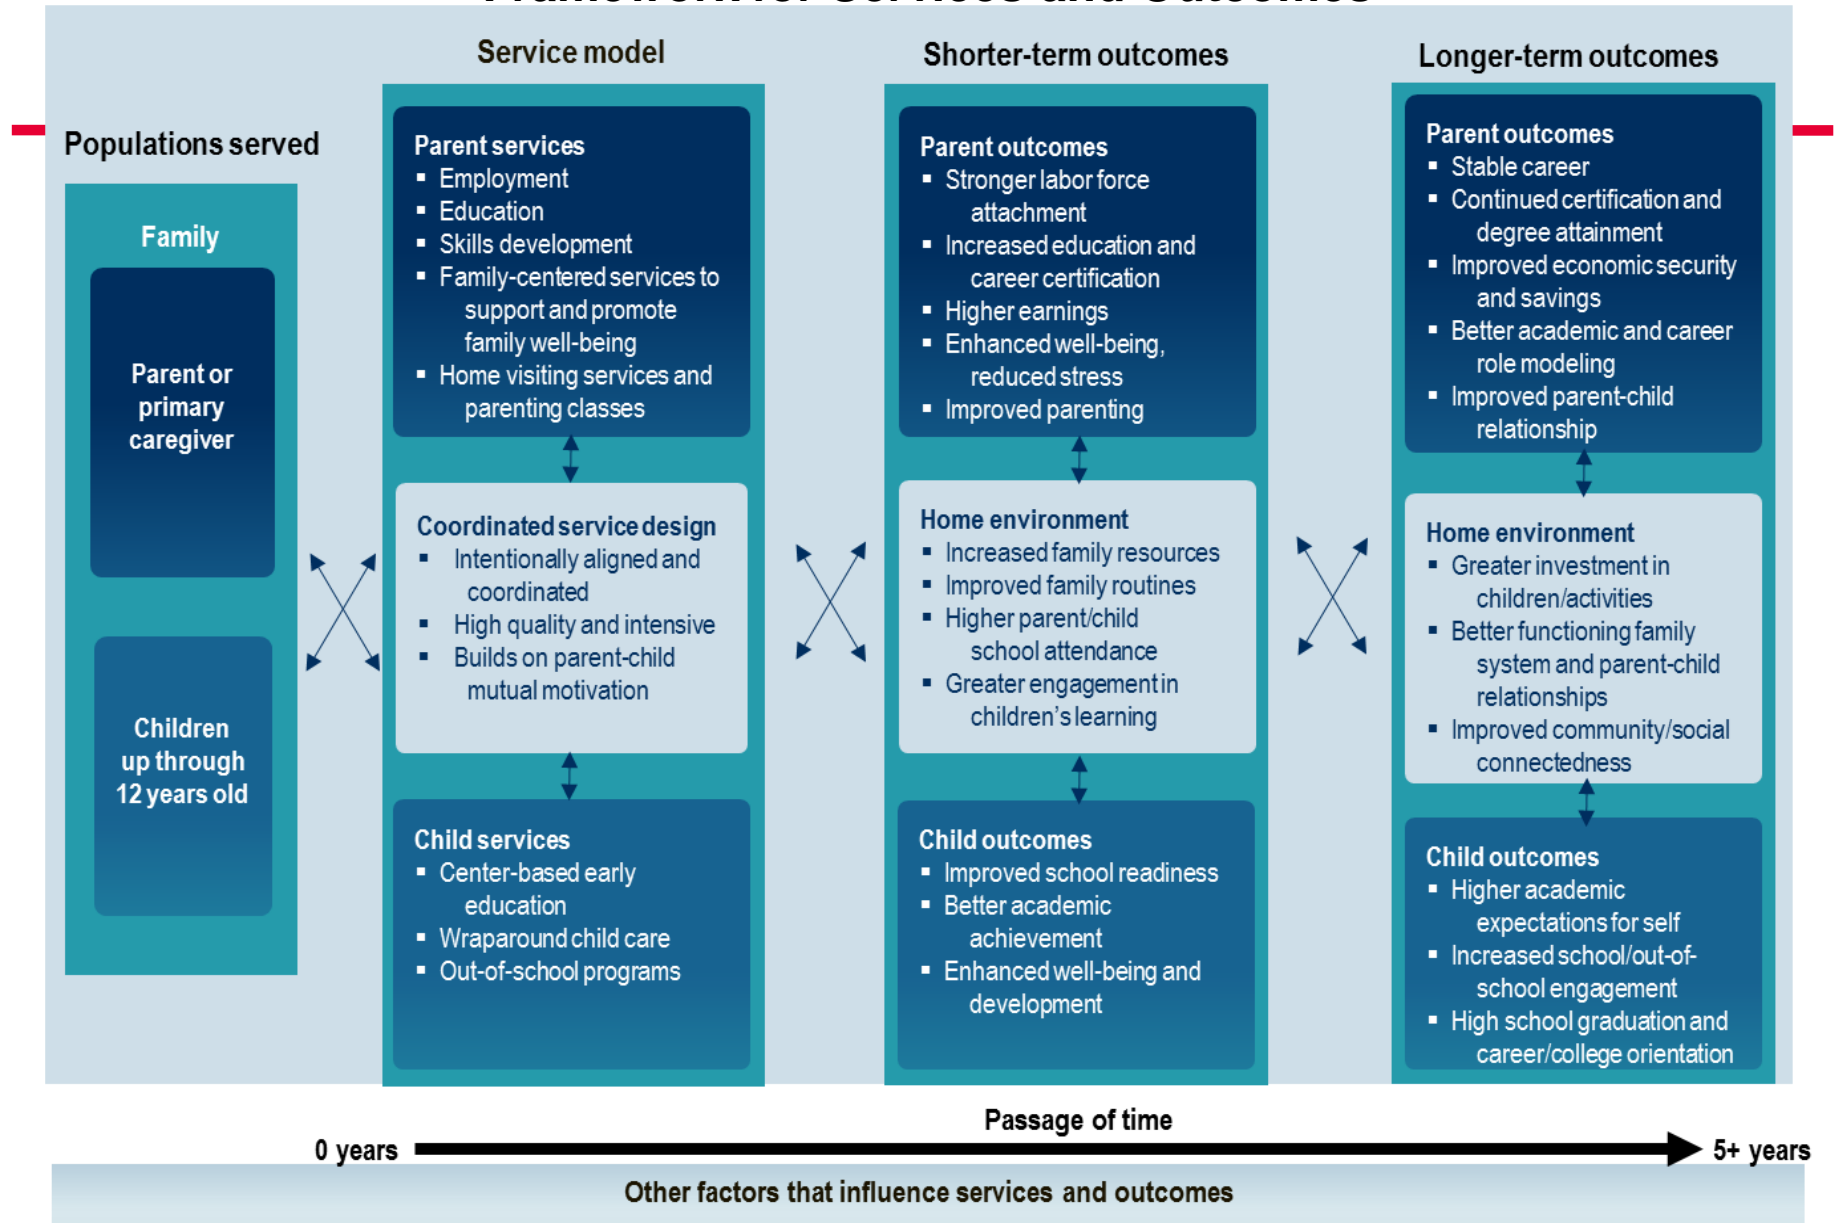 Framework for Services and Outcomes
Service model
Shorter-term outcomes
Longer-term outcomes
Populations served
Family
Parent or
primary
caregiver
Children
up through
12 years old
Parent services
▪ Employment
▪ Education
▪ Skills development
▪ Family-centered services to
support and promote
family well-being
▪ Home visiting services and
parenting classes
Coordinated service design
▪ Intentionally aligned and
coordinated
▪ High quality and intensive
▪ Builds on parent-child
mutual motivation
Child services
▪ Center-based early
education
▪ Wraparound child care
▪ Out-of-school programs
Parent outcomes
▪ Stronger labor force
attachment
▪ Increased education and
career certification
▪ Higher earnings
▪ Enhanced well-being,
reduced stress
▪ Improved parenting
Home environment
▪ Increased family resources
▪ Improved family routines
▪ Higher parent/child
school attendance
▪ Greater engagement in
children’s learning
Child outcomes
▪ Improved school readiness
▪ Better academic
achievement
▪ Enhanced well-being and
development
Parent outcomes
▪ Stable career
▪ Continued certification and
degree attainment
▪ Improved economic security
and savings
▪ Better academic and career
role modeling
▪ Improved parent-child
relationship
Home environment
▪ Greater investment in
children/activities
▪ Better functioning family
system and parent-child
relationships
▪ Improved community/social
connectedness
Child outcomes
▪ Higher academic
expectations for self
▪ Increased school/out-of-
school engagement
▪ High school graduation and
career/college orientation
Passage of time
0 years
5+ years
Other factors that influence services and outcomes